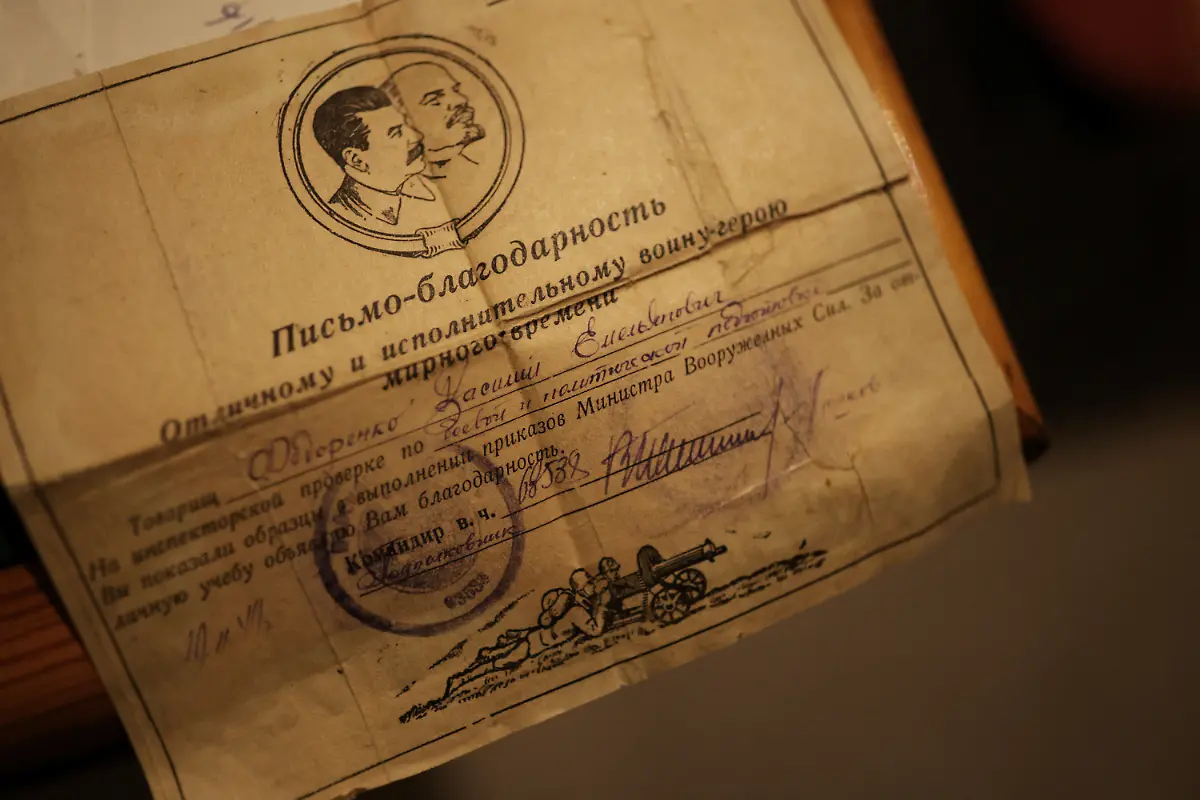 Письмо-благодарность
Отличному и исполнительному воину-герою
мирного времени
Товарищ Федоренко Василий Емельянович
На инспекторской проверке по боевой и политической подготовке
Вы показали образцы в выполнении приказов Министра Вооруженных Сил. За от-
личную учебу объявляю Вам благодарность.
Командир в. ч.
Подполковник